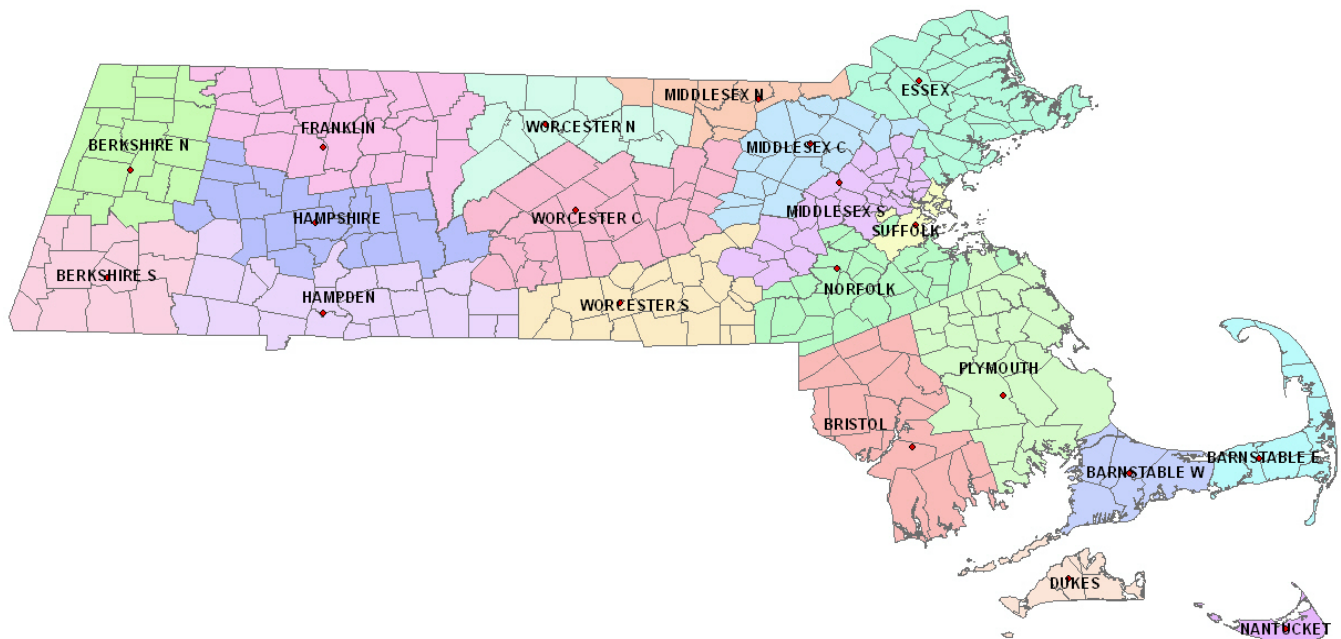 ESSEX
MIDDLESEX N
FRANKLIN
WORCESTER N
BERKSHIRE N
MIDDLESEX C
HAMPSHIRE
WORCESTER C
MIDDLESEX S
SUFFOLK
BERKSHIRE S
HAMPDEN
WORCESTER S
NORFOLK
PLYMOUTH
BRISTOL
BARNSTABLE E
BARNSTABLE W
DUKES
NANTUCKET